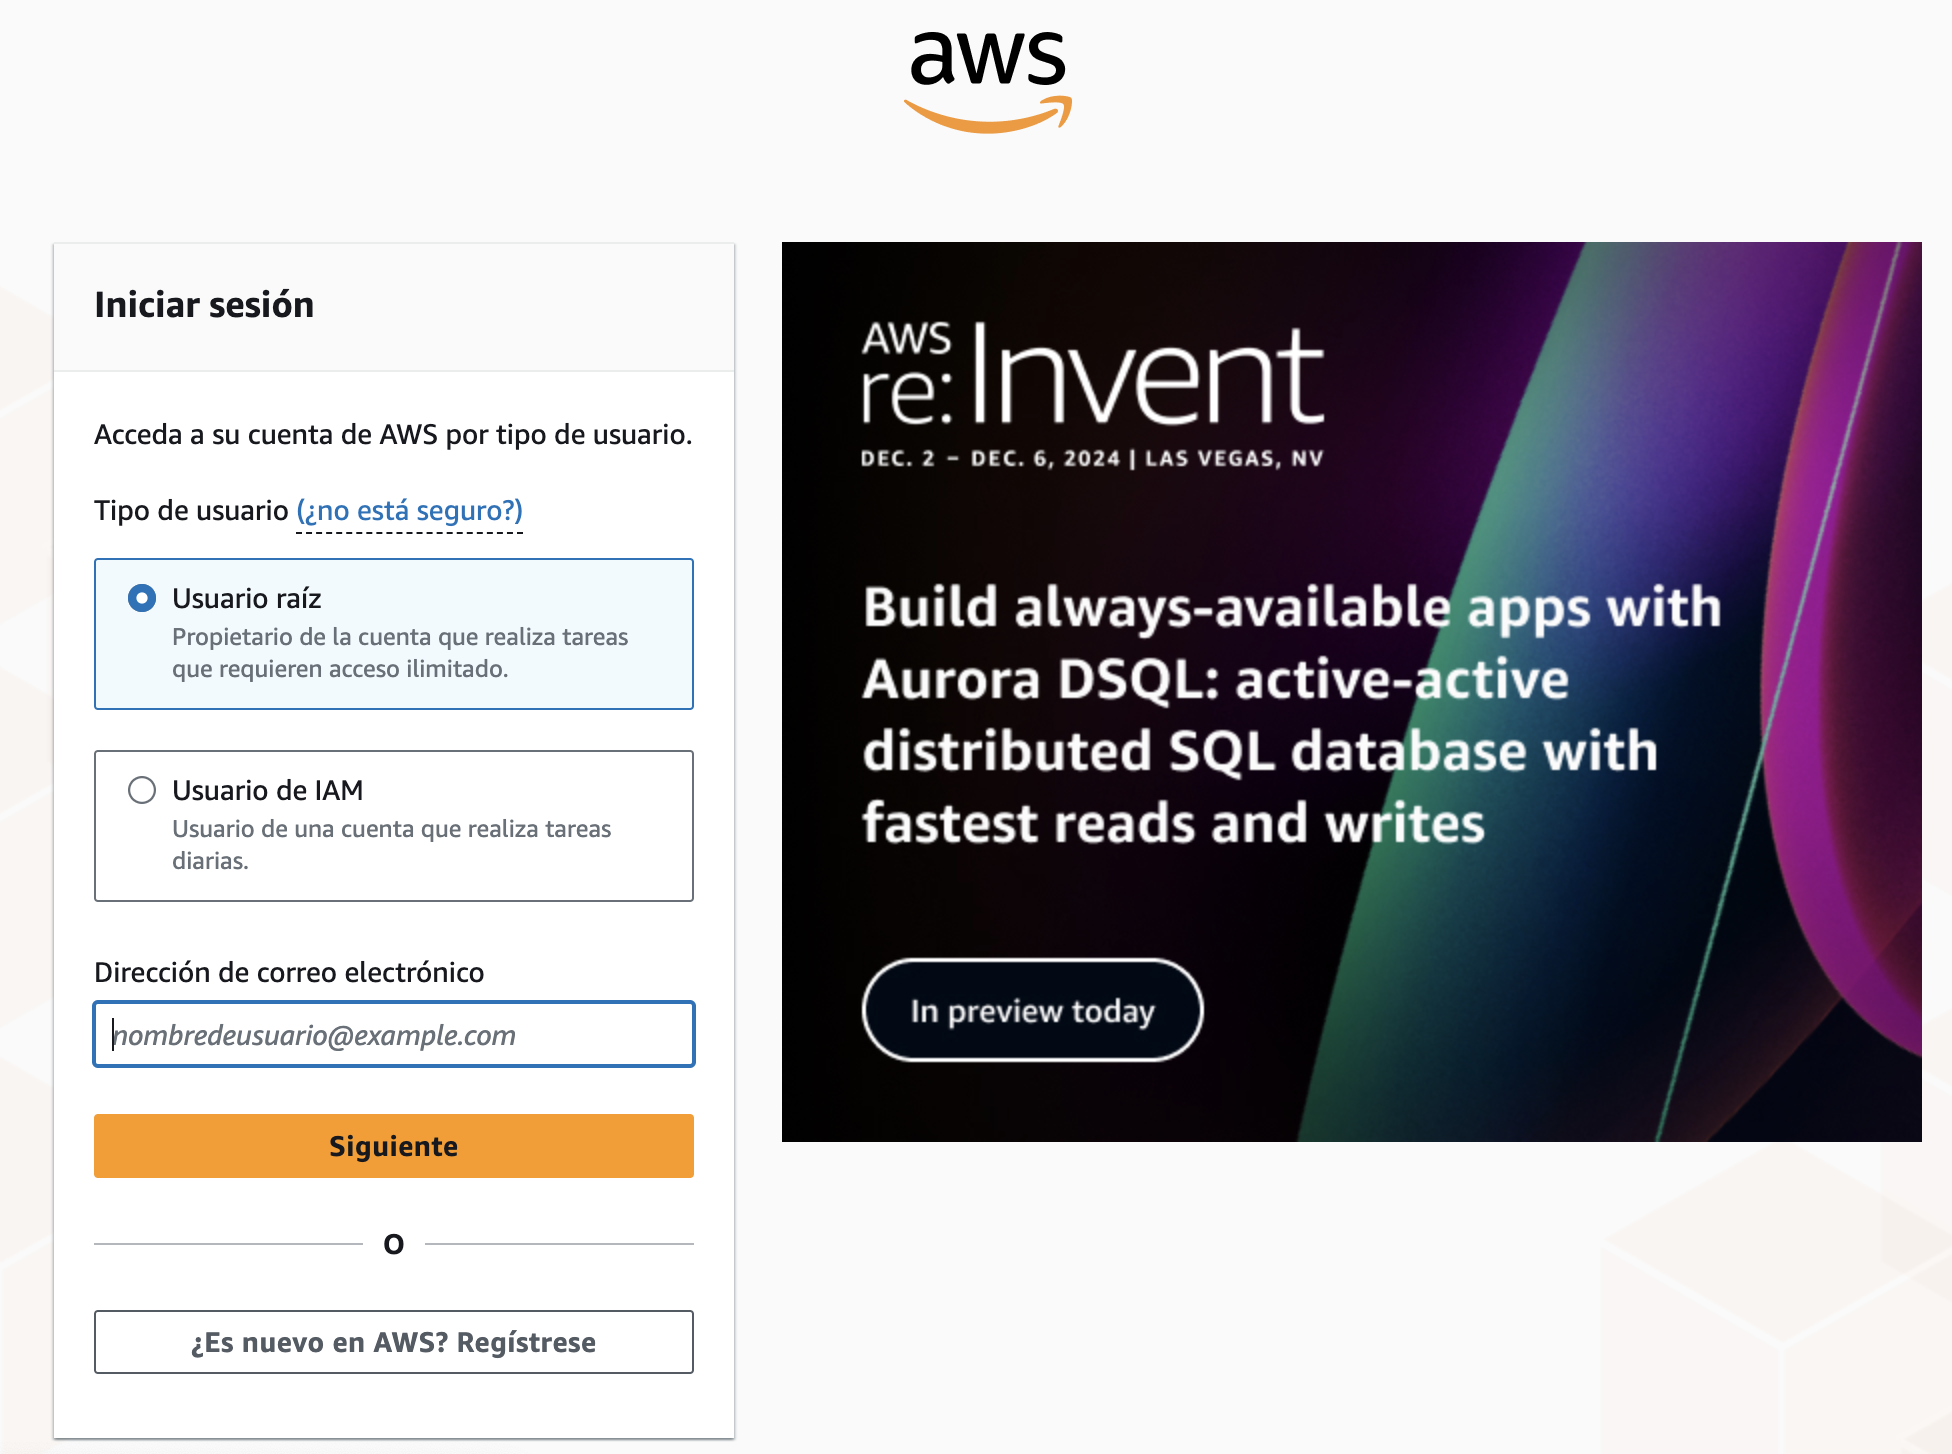 aws
Iniciar sesión
Acceda a su cuenta de AWS por tipo de usuario.
Tipo de usuario (¿no está seguro?)
Usuario raíz
Propietario de la cuenta que realiza tareas
que requieren acceso ilimitado.
Usuario de IAM
Usuario de una cuenta que realiza tareas
diarias.
Dirección de correo electrónico
nombredeusuario@example.com
Siguiente
O
¿Es nuevo en AWS? Regístrese
AWS
re: Invent
DEC. 2 – DEC. 6, 2024 | LAS VEGAS, NV
Build always-available apps with
Aurora DSQL: active-active
distributed SQL database with
fastest reads and writes
In preview today